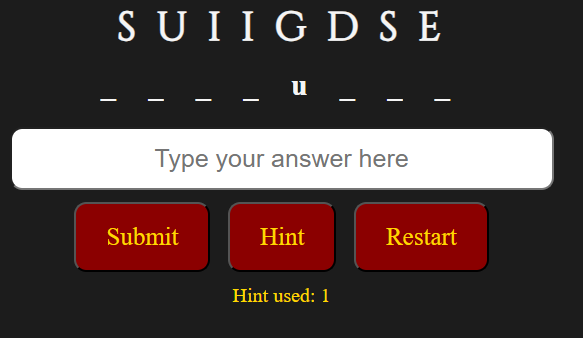 S U I I G D S E
_ _ _ _ u _ _ _
Type your answer here
Submit Hint Restart
Hint used: 1